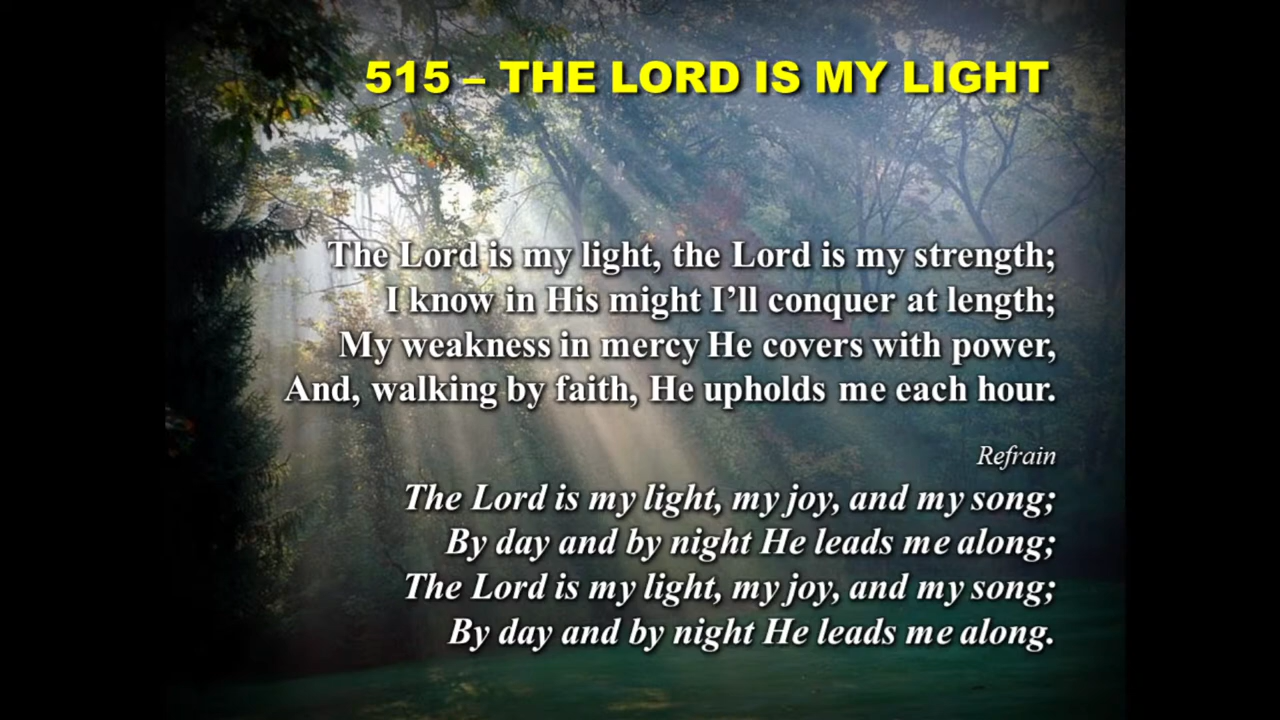 515 – THE LORD IS MY LIGHT
The Lord is my light, the Lord is my strength;
I know in His might I’ll conquer at length;
My weakness in mercy He covers with power,
And, walking by faith, He upholds me each hour.
Refrain
The Lord is my light, my joy, and my song;
By day and by night He leads me along;
The Lord is my light, my joy, and my song;
By day and by night He leads me along.